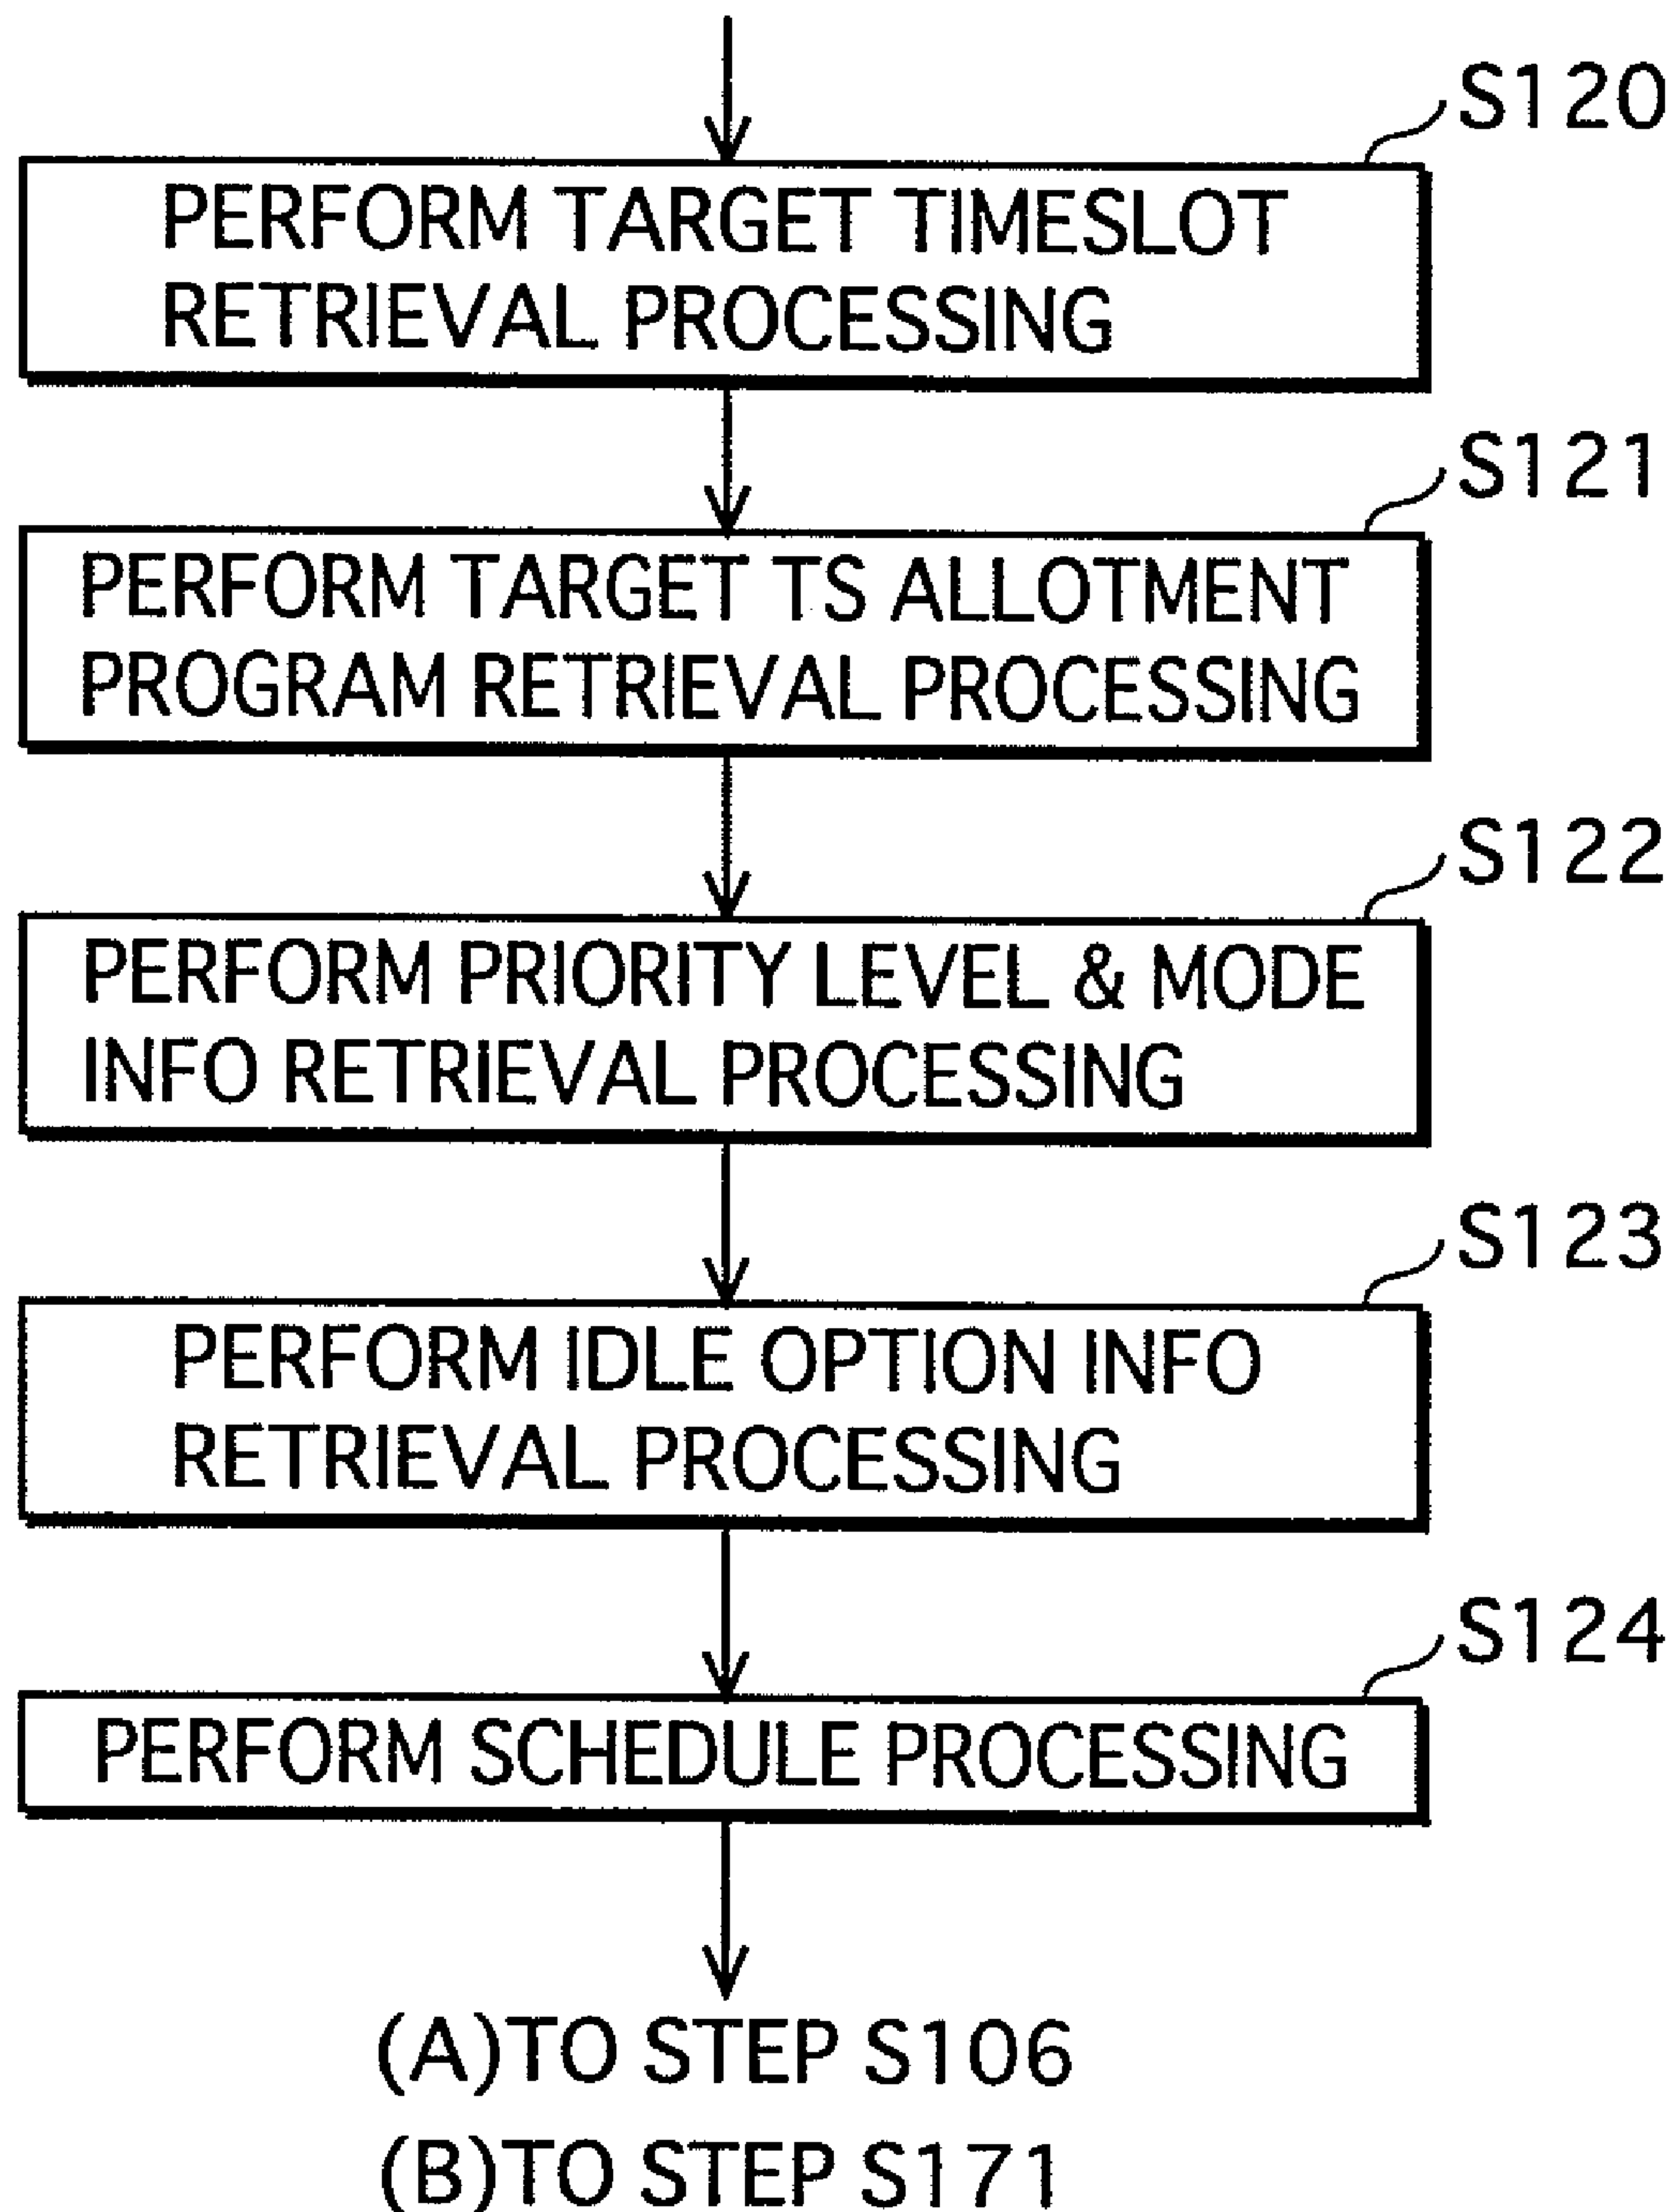 S120
PERFORM TARGET TIMESLOT
RETRIEVAL PROCESSING
S121
PERFORM TARGET TS ALLOTMENT
PROGRAM RETRIEVAL PROCESSING
S122
PERFORM PRIORITY LEVEL & MODE
INFO RETRIEVAL PROCESSING
S123
PERFORM IDLE OPTION INFO
RETRIEVAL PROCESSING
S124
PERFORM SCHEDULE PROCESSING
(A)TO STEP S106
(B)TO STEP S171